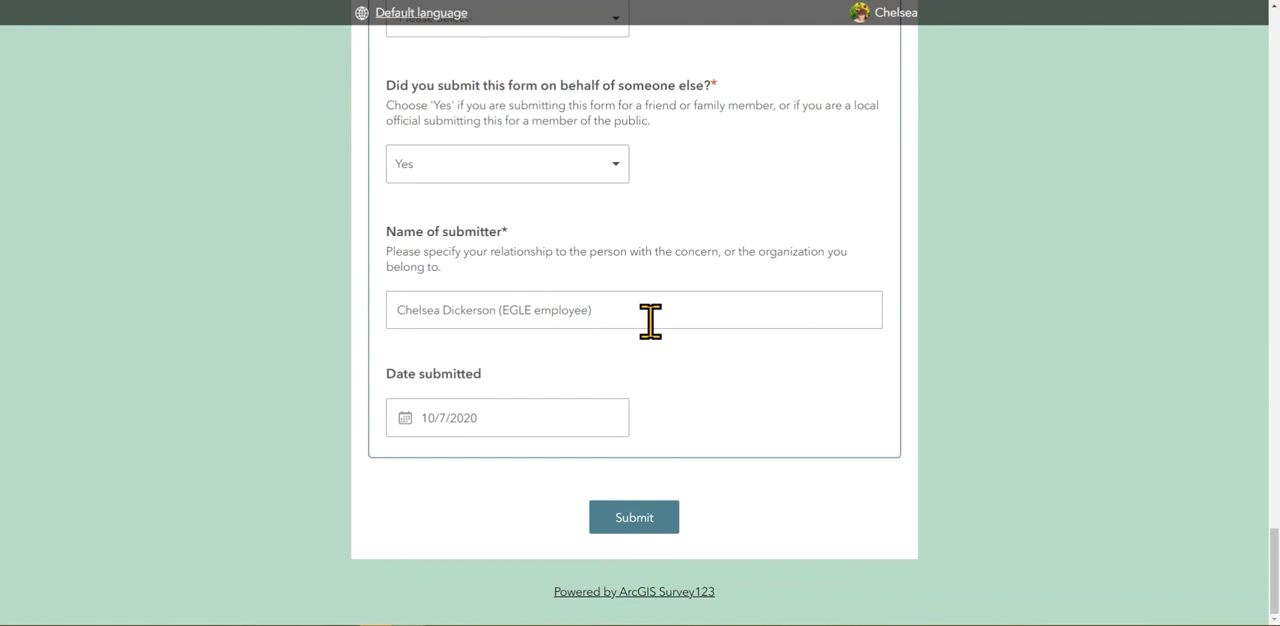 Default language
Chelsea
Please Select
Did you submit this form on behalf of someone else?*
Choose 'Yes' if you are submitting this form for a friend or family member, or if you are a local
official submitting this for a member of the public.
Yes
Name of submitter*
Please specify your relationship to the person with the concern, or the organization you
belong to.
Chelsea Dickerson (EGLE employee)
Date submitted
10/7/2020
Submit
Powered by ArcGIS Survey123